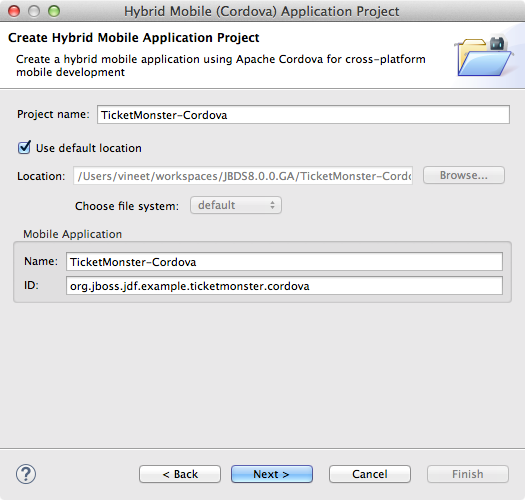 Hybrid Mobile (Cordova) Application Project
Create Hybrid Mobile Application Project
Create a hybrid mobile application using Apache Cordova for cross-platform
mobile development
Project name: TicketMonster-Cordova
Use default location
Location: /Users/vineet/workspaces/JBDS8.0.0.GA/TicketMonster-Cordo Browse...
Choose file system: default
Mobile Application
Name: TicketMonster-Cordova
ID: org.jboss.jdf.example.ticketmonster.cordova
? < Back Next > Cancel Finish